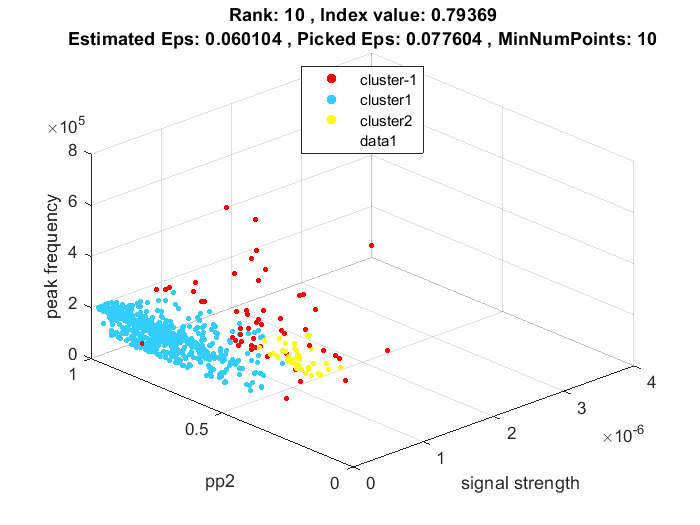 Rank: 10 , Index value: 0.79369
Estimated Eps: 0.060104 , Picked Eps: 0.077604 , MinNumPoints: 10
cluster-1
cluster1
cluster2
data1
×10⁵
8
6
4
2
0
peak frequency
1
0.5
0
pp2
0
1
2
3
4
×10⁻⁶
signal strength